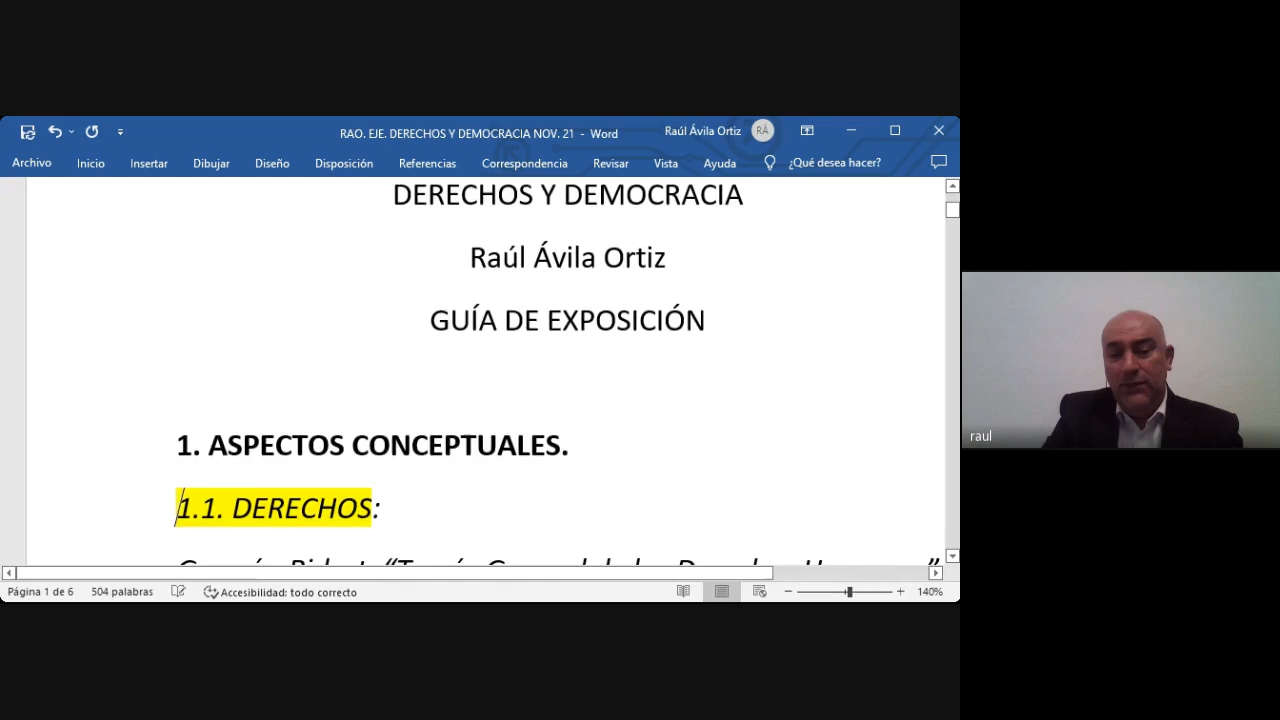 RAO. EJE. DERECHOS Y DEMOCRACIA NOV. 21 - Word
Raúl Ávila Ortiz
RÁ
Archivo Inicio Insertar Dibujar Diseño Disposición Referencias Correspondencia Revisar Vista Ayuda ¿Qué desea hacer?
DERECHOS Y DEMOCRACIA
Raúl Ávila Ortiz
GUÍA DE EXPOSICIÓN
1. ASPECTOS CONCEPTUALES.
1.1. DERECHOS:
Página 1 de 6 504 palabras Accesibilidad: todo correcto 140%
raul